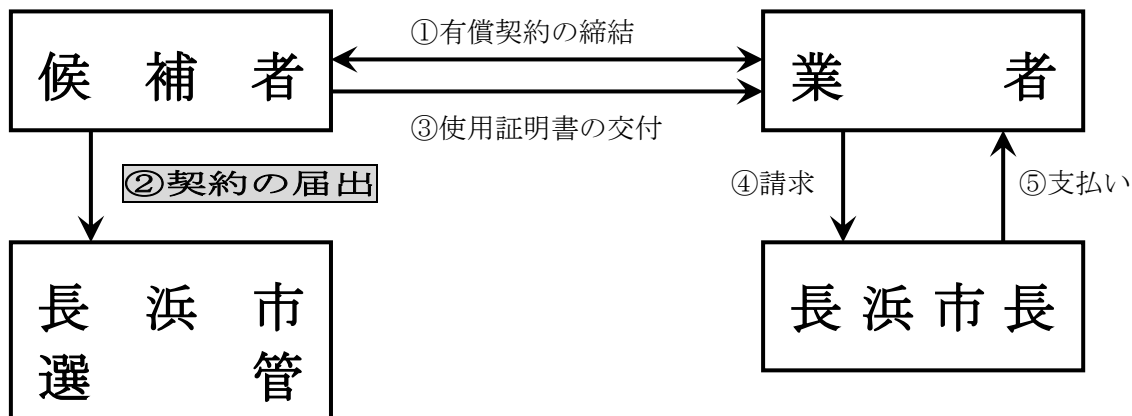 ①有償契約の締結
候補者
業者
③使用証明書の交付
②契約の届出
④請求
⑤支払い
長浜市
選管
長浜市長